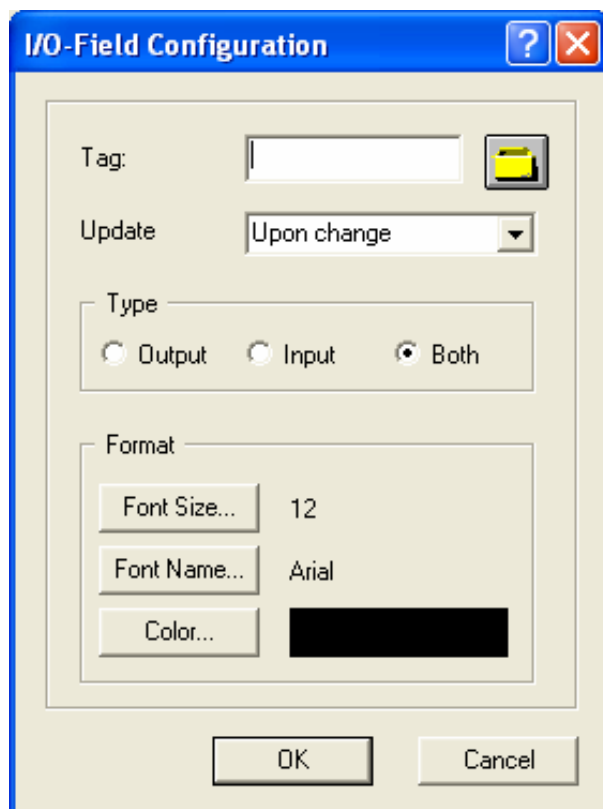 I/O-Field Configuration
Tag:
Update Upon change
Type
Output Input Both
Format
Font Size... 12
Font Name... Arial
Color...
OK Cancel